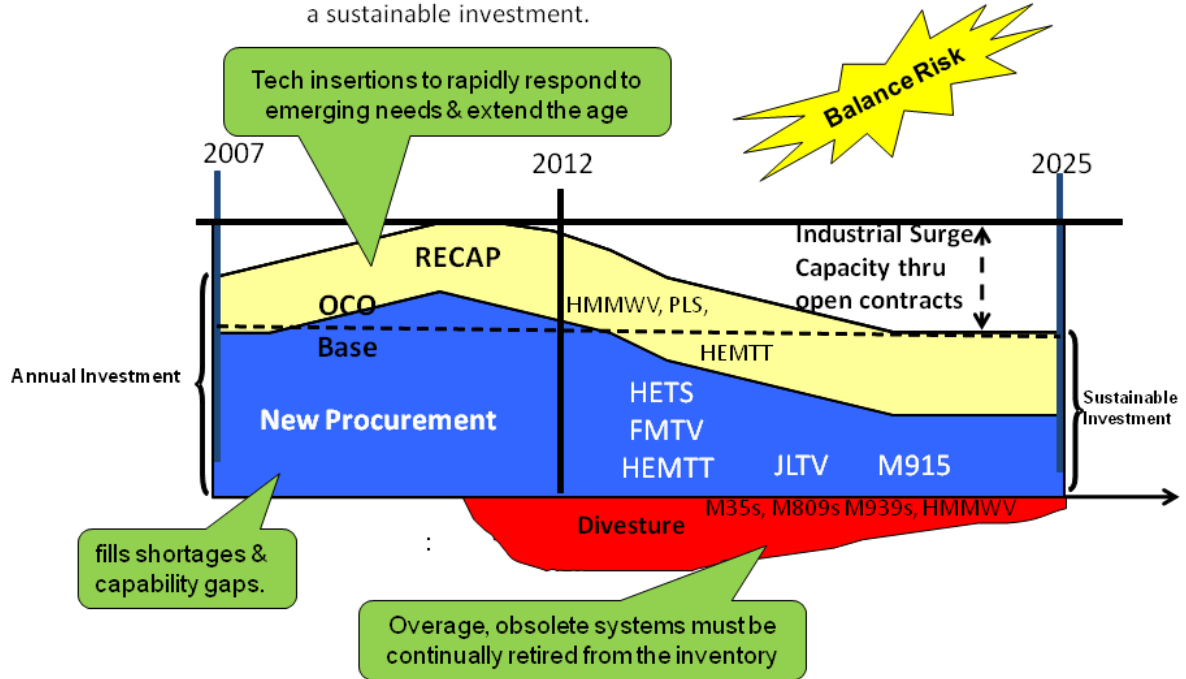 a sustainable investment.
Tech insertions to rapidly respond to
emerging needs & extend the age
Balance Risk
2007
2012
2025
Industrial Surge
Capacity thru
open contracts
RECAP
OCO
HMMWV, PLS,
Base
HEMTT
Annual Investment
Sustainable
Investment
New Procurement
HETS
FMTV
HEMTT
JLTV
M915
M35s, M809s M939s, HMMWV
Divesture
:
fills shortages &
capability gaps.
Overage, obsolete systems must be
continually retired from the inventory